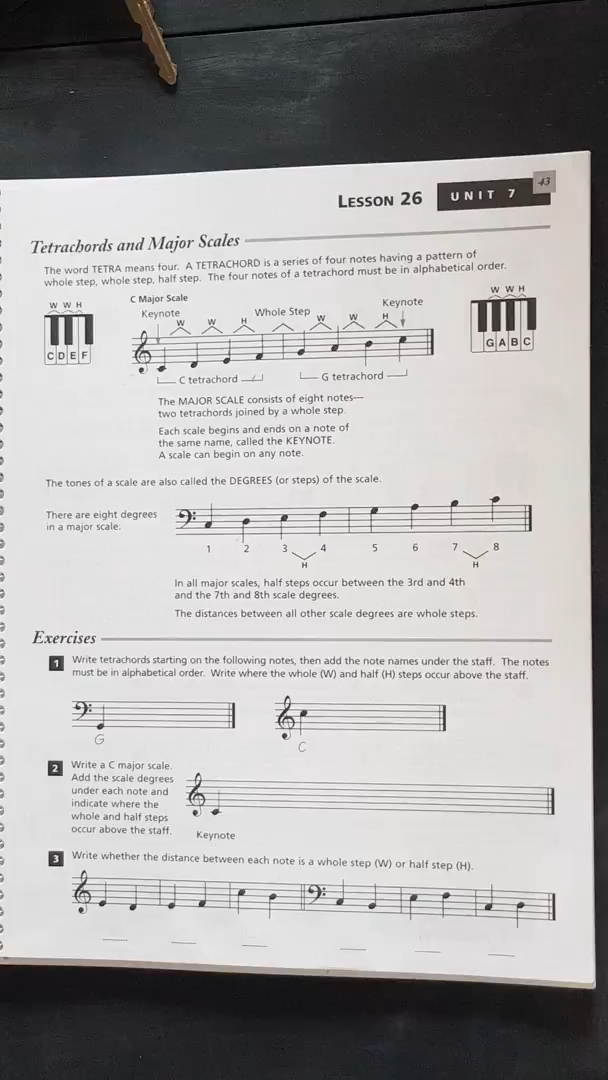 43
LESSON 26 UNIT 7
Tetrachords and Major Scales
The word TETRA means four. A TETRACHORD is a series of four notes having a pattern of
whole step, whole step, half step. The four notes of a tetrachord must be in alphabetical order.
W W H
C D E F
C Major Scale
Keynote
W W H Whole Step W W H
Keynote
W W H
G A B C
C tetrachord G tetrachord
The MAJOR SCALE consists of eight notes—
two tetrachords joined by a whole step.
Each scale begins and ends on a note of
the same name, called the KEYNOTE.
A scale can begin on any note.
The tones of a scale are also called the DEGREES (or steps) of the scale.
There are eight degrees
in a major scale:
1 2 3 4 5 6 7 8
H H
In all major scales, half steps occur between the 3rd and 4th
and the 7th and 8th scale degrees.
The distances between all other scale degrees are whole steps.
Exercises
1 Write tetrachords starting on the following notes, then add the note names under the staff. The notes
must be in alphabetical order. Write where the whole (W) and half (H) steps occur above the staff.
G C
2 Write a C major scale.
Add the scale degrees
under each note and
indicate where the
whole and half steps
occur above the staff.
Keynote
3 Write whether the distance between each note is a whole step (W) or half step (H).